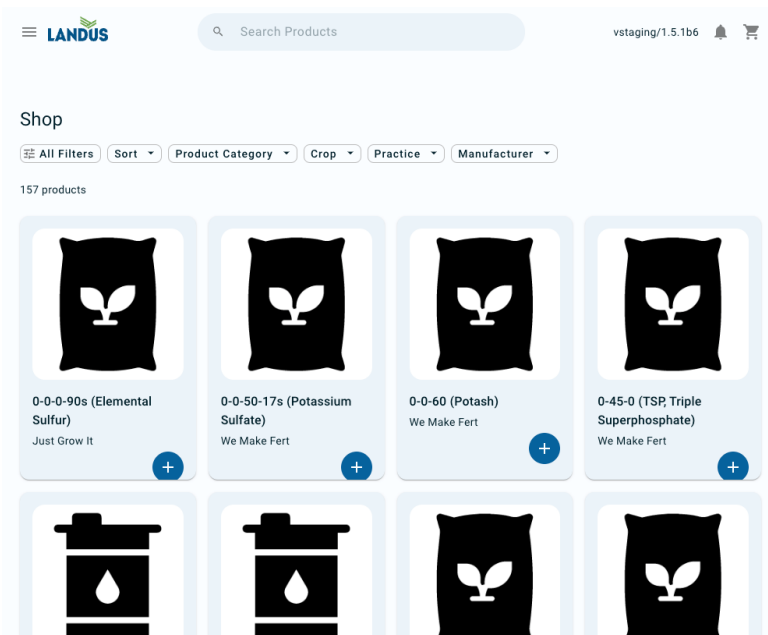 LANDUS
Search Products
vstaging/1.5.1b6
Shop
All Filters
Sort
Product Category
Crop
Practice
Manufacturer
157 products
0-0-0-90s (Elemental
Sulfur)
Just Grow It
0-0-50-17s (Potassium
Sulfate)
We Make Fert
0-0-60 (Potash)
We Make Fert
0-45-0 (TSP, Triple
Superphosphate)
We Make Fert